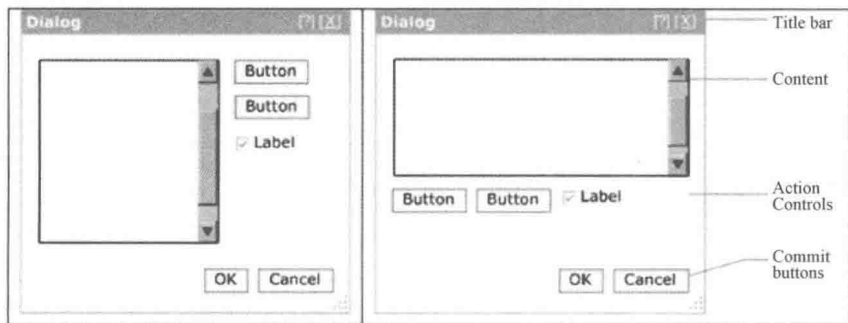 Dialog [?] [X]
Button
Button
Label
OK Cancel
Dialog [?] [X]
Button Button Label
OK Cancel
Title bar
Content
Action
Controls
Commit
buttons